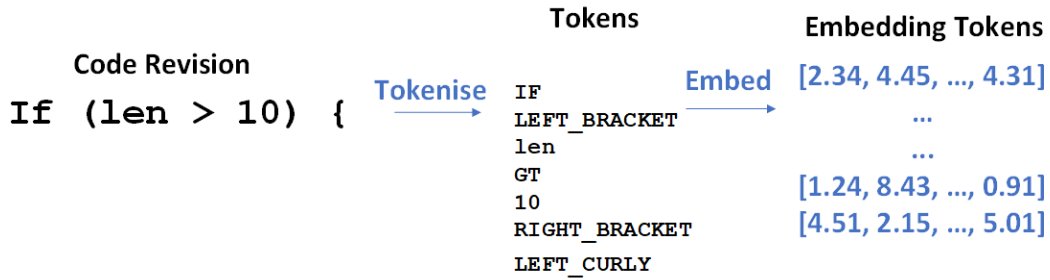 Code Revision
If (len > 10) {
Tokenise
Tokens
IF
LEFT_BRACKET
len
GT
10
RIGHT_BRACKET
LEFT_CURLY
Embed
Embedding Tokens
[2.34, 4.45, ..., 4.31]
...
...
[1.24, 8.43, ..., 0.91]
[4.51, 2.15, ..., 5.01]